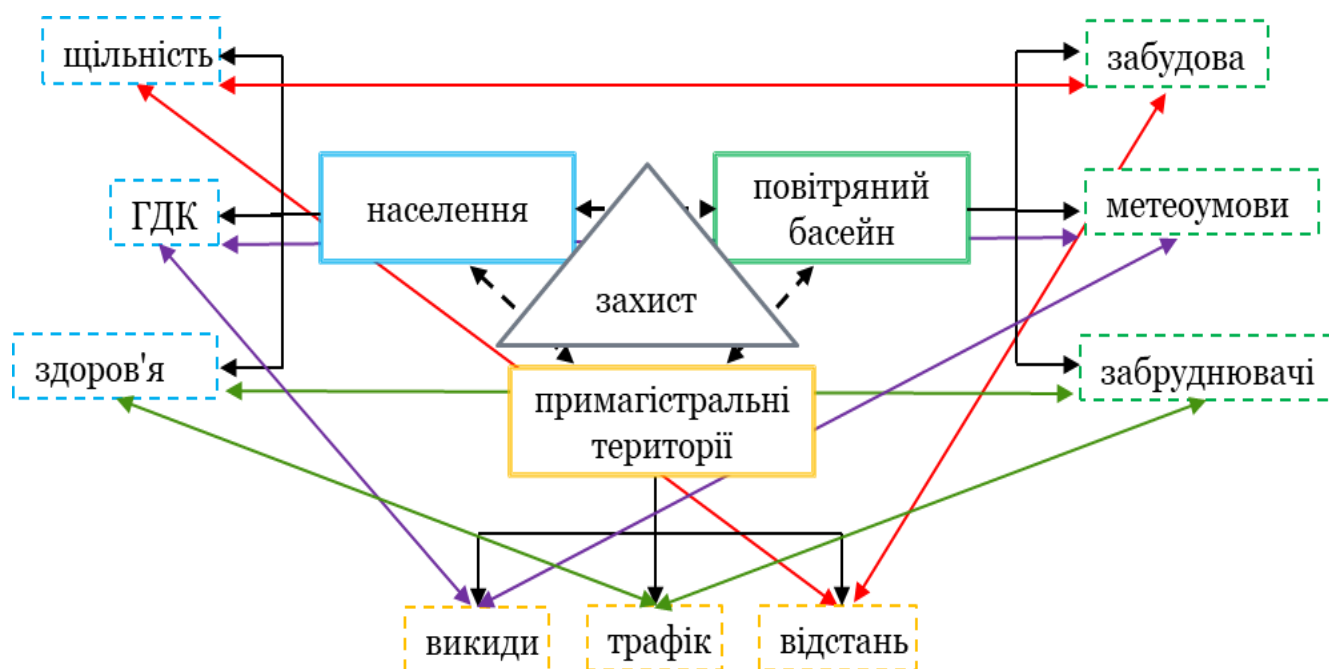 щільність
забудова
населення
повітряний
басейн
ГДК
метеоумови
захист
здоров'я
забруднювачі
примагістральні
території
викиди
трафік
відстань